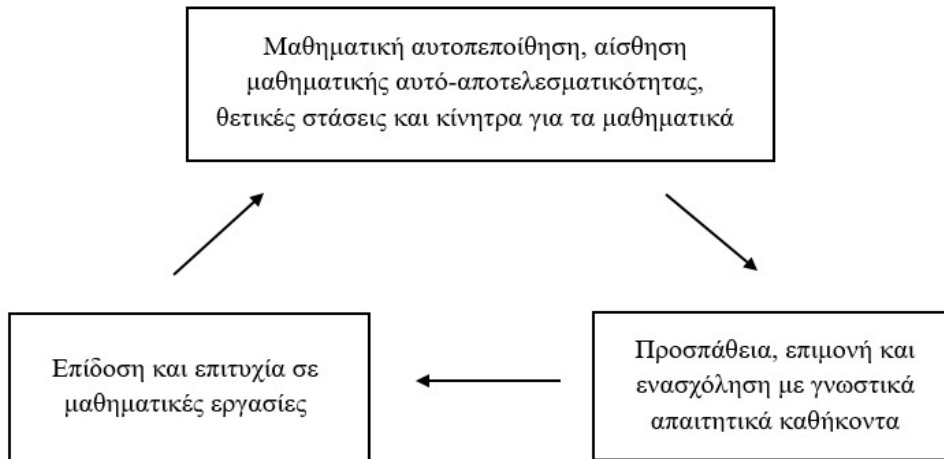 Μαθηματική αυτοπεποίθηση, αίσθηση
μαθηματικής αυτό-αποτελεσματικότητας,
θετικές στάσεις και κίνητρα για τα μαθηματικά
Επίδοση και επιτυχία σε
μαθηματικές εργασίες
Προσπάθεια, επιμονή και
ενασχόληση με γνωστικά
απαιτητικά καθήκοντα